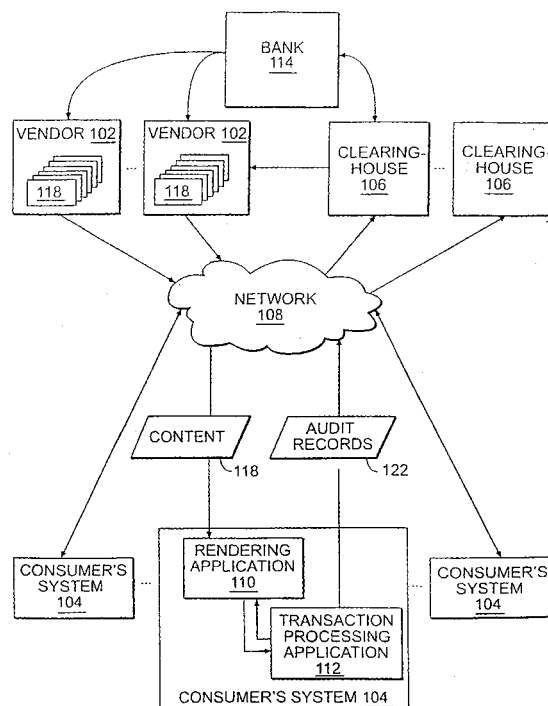 BANK
114
VENDOR 102
118
VENDOR 102
118
CLEARING-
HOUSE
106
CLEARING-
HOUSE
106
NETWORK
108
CONTENT
118
AUDIT
RECORDS
122
CONSUMER'S
SYSTEM
104
RENDERING
APPLICATION
110
TRANSACTION
PROCESSING
APPLICATION
112
CONSUMER'S SYSTEM 104
CONSUMER'S
SYSTEM
104